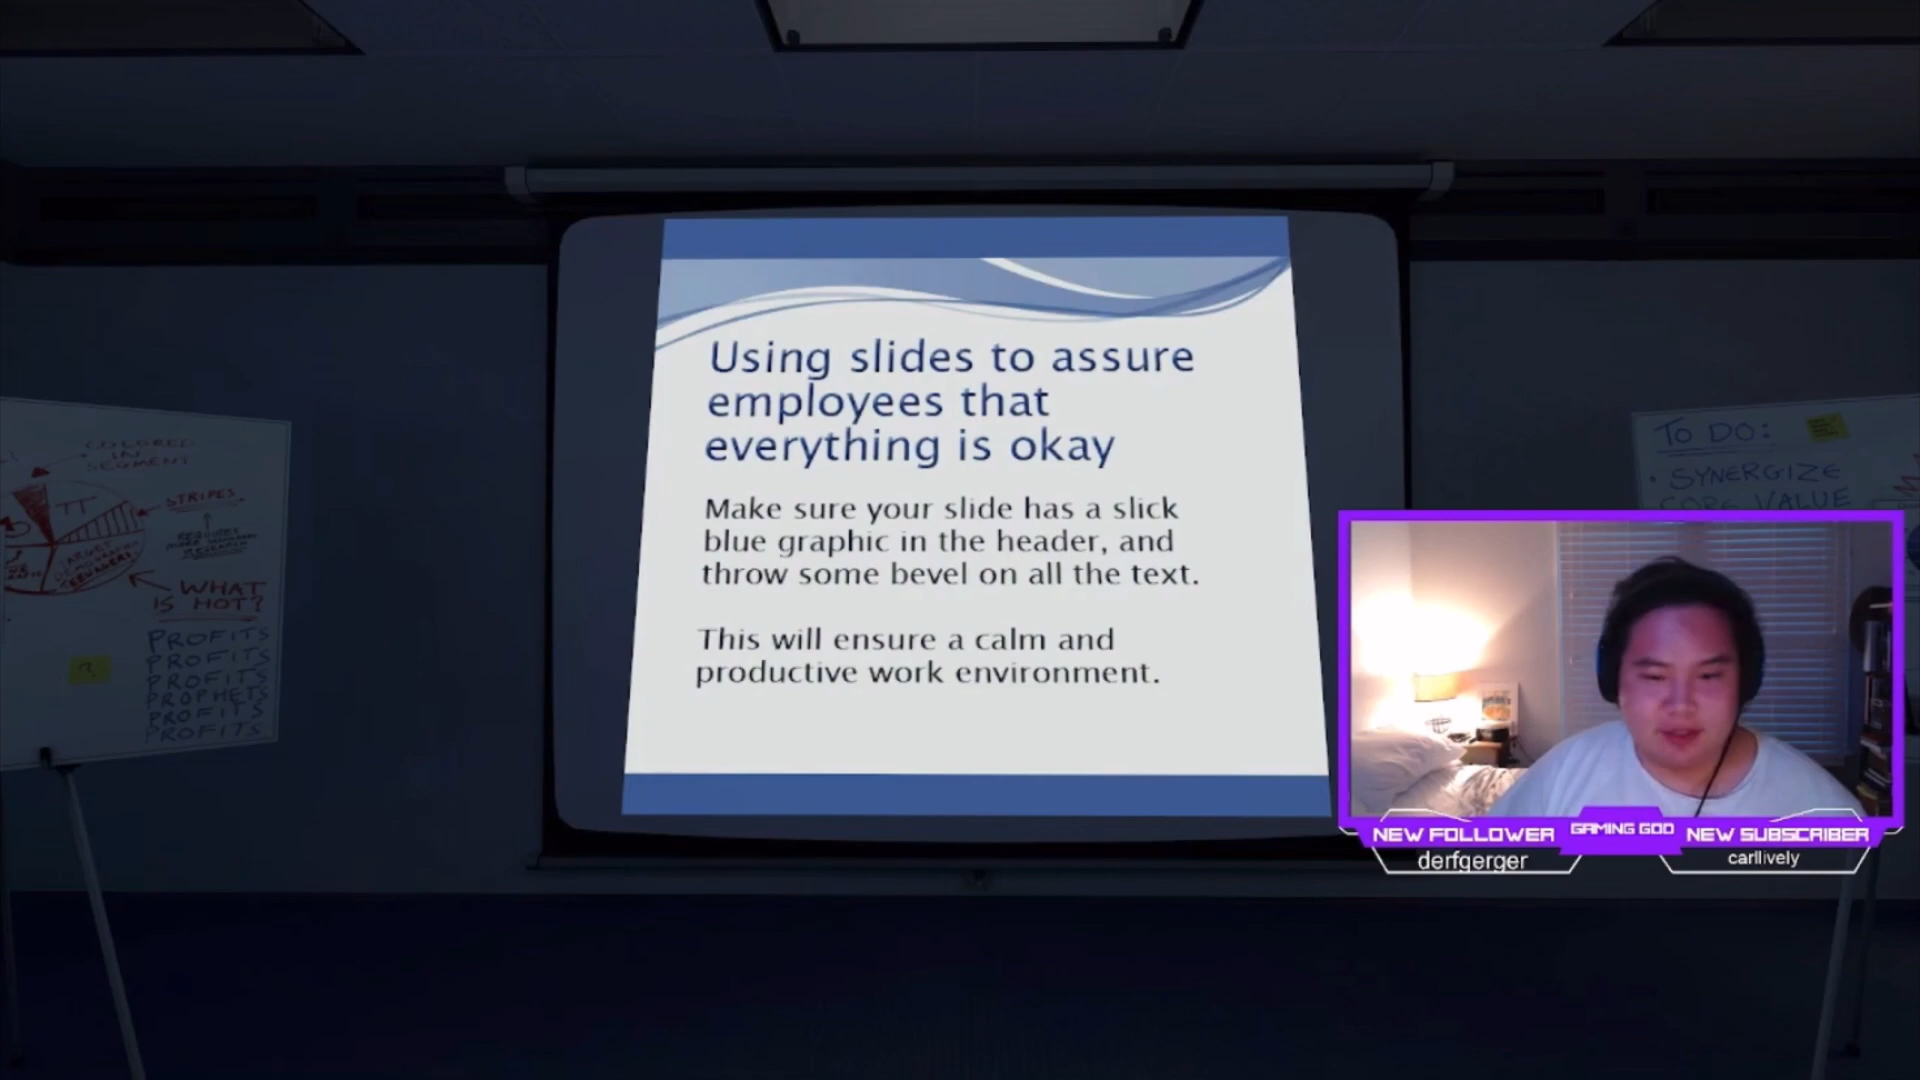 Using slides to assure
employees that
everything is okay
Make sure your slide has a slick
blue graphic in the header, and
throw some bevel on all the text.
This will ensure a calm and
productive work environment.
COLORED
IN
SEGMENT
STRIPES
WHAT
IS HOT?
PROFITS
PROFITS
PROFITS
PROPHETS
PROFITS
PROFITS
?
TO DO:
• SYNERGIZE
CORE VALUE
NEW FOLLOWER
derfgerger
GAMING GOD
NEW SUBSCRIBER
carllively